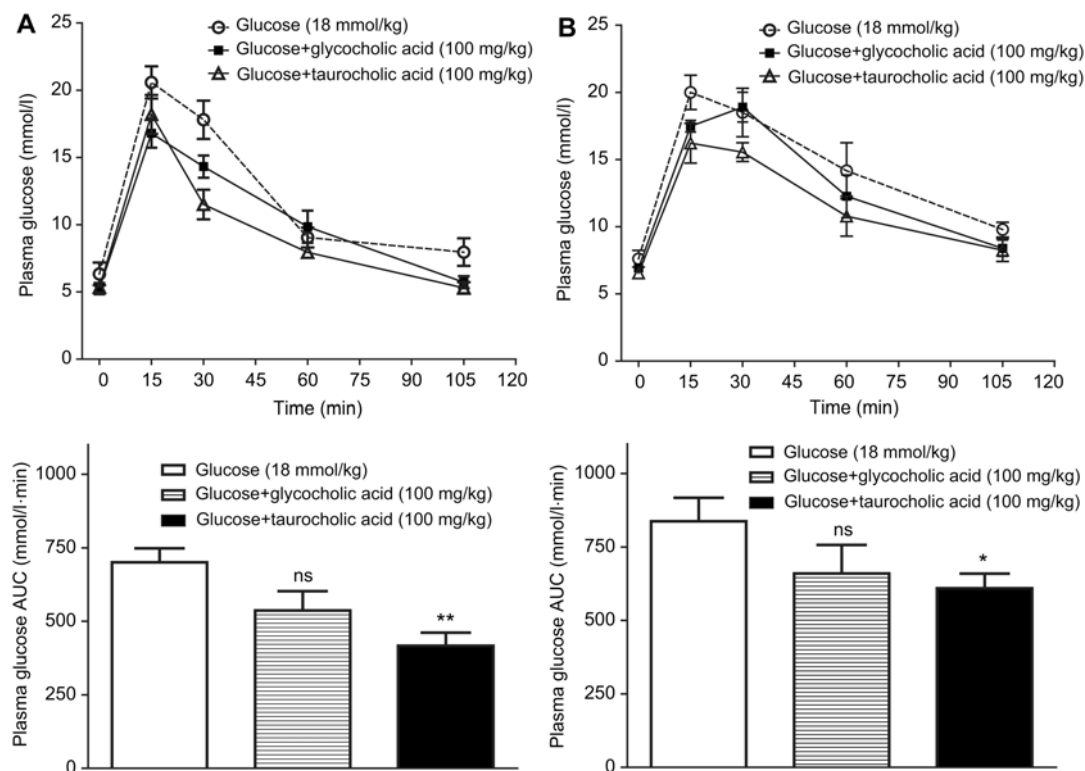 A
Glucose (18 mmol/kg)
Glucose+glycocholic acid (100 mg/kg)
Glucose+taurocholic acid (100 mg/kg)
Plasma glucose (mmol/l)
25
20
15
10
5
0
0 15 30 45 60 75 90 105 120
Time (min)
B
Glucose (18 mmol/kg)
Glucose+glycocholic acid (100 mg/kg)
Glucose+taurocholic acid (100 mg/kg)
Plasma glucose (mmol/l)
25
20
15
10
5
0
0 15 30 45 60 75 90 105 120
Time (min)
Glucose (18 mmol/kg)
Glucose+glycocholic acid (100 mg/kg)
Glucose+taurocholic acid (100 mg/kg)
Plasma glucose AUC (mmol/l·min)
1000
750
500
250
0
ns
**
Glucose (18 mmol/kg)
Glucose+glycocholic acid (100 mg/kg)
Glucose+taurocholic acid (100 mg/kg)
Plasma glucose AUC (mmol/l·min)
1000
750
500
250
0
ns
*